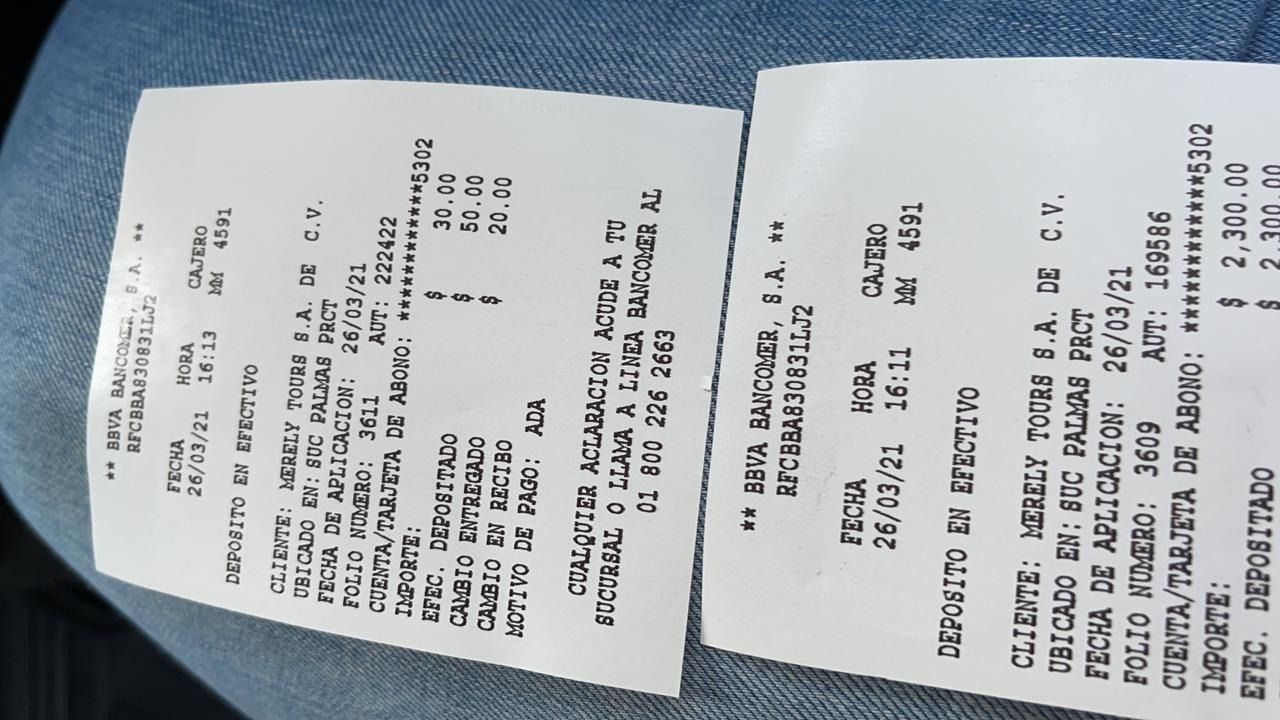 ** BBVA BANCOMER, S.A. **
RFCBBA830831LJ2
FECHA HORA CAJERO
26/03/21 16:13 MM 4591
DEPOSITO EN EFECTIVO
CLIENTE: MERELY TOURS S.A. DE C.V.
UBICADO EN: SUC PALMAS PRCT
FECHA DE APLICACION: 26/03/21
FOLIO NUMERO: 3611 AUT: 222422
CUENTA/TARJETA DE ABONO: ************5302
IMPORTE: $ 30.00
EFEC. DEPOSITADO $ 50.00
CAMBIO ENTREGADO $ 20.00
CAMBIO EN RECIBO
MOTIVO DE PAGO: ADA
CUALQUIER ACLARACION ACUDE A TU
SUCURSAL O LLAMA A LINEA BANCOMER AL
01 800 226 2663
** BBVA BANCOMER, S.A. **
RFCBBA830831LJ2
FECHA HORA CAJERO
26/03/21 16:11 MM 4591
DEPOSITO EN EFECTIVO
CLIENTE: MERELY TOURS S.A. DE C.V.
UBICADO EN: SUC PALMAS PRCT
FECHA DE APLICACION: 26/03/21
FOLIO NUMERO: 3609 AUT: 169586
CUENTA/TARJETA DE ABONO: ************5302
IMPORTE: $ 2,300.00
EFEC. DEPOSITADO $ 2,300.00